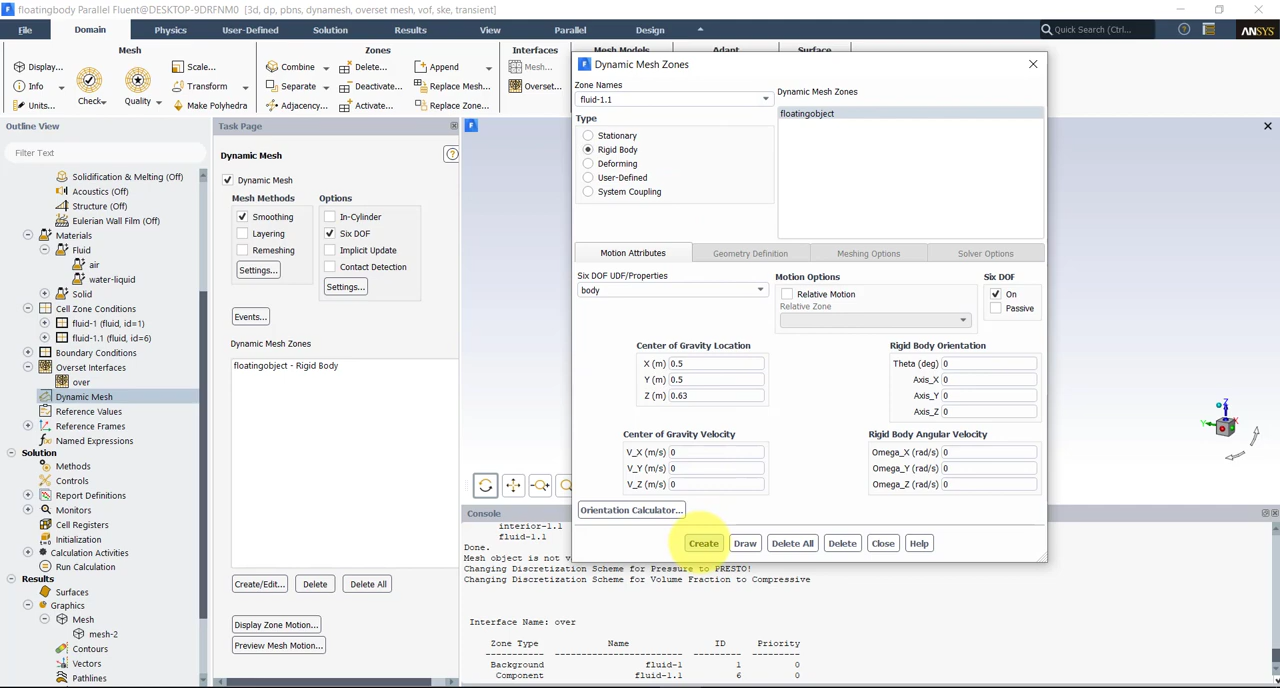 floatingbody Parallel Fluent@DESKTOP-9DRFNM0 [3d, dp, pbns, dynamesh, overset mesh, vof, ske, transient]
File Domain Physics User-Defined Solution Results View Parallel Design Quick Search (Ctrl... ANSYS
Mesh Zones Interfaces Mesh Models Adapt Surface
Display... Scale... Combine Delete... Append Mesh...
Info Transform Separate Deactivate... Replace Mesh... Overset...
Units... Check Quality Make Polyhedra Adjacency... Activate... Replace Zone...
Outline View
Filter Text
Solidification & Melting (Off)
Acoustics (Off)
Structure (Off)
Eulerian Wall Film (Off)
Materials
Fluid
air
water-liquid
Solid
Cell Zone Conditions
fluid-1 (fluid, id=1)
fluid-1.1 (fluid, id=6)
Boundary Conditions
Overset Interfaces
over
Dynamic Mesh
Reference Values
Reference Frames
Named Expressions
Solution
Methods
Controls
Report Definitions
Monitors
Cell Registers
Initialization
Calculation Activities
Run Calculation
Results
Surfaces
Graphics
Mesh
mesh-2
Contours
Vectors
Pathlines
Task Page
Dynamic Mesh
Dynamic Mesh
Mesh Methods Options
Smoothing In-Cylinder
Layering Six DOF
Remeshing Implicit Update
Settings... Contact Detection
Settings...
Events...
Dynamic Mesh Zones
floatingobject - Rigid Body
Create/Edit... Delete Delete All
Display Zone Motion...
Preview Mesh Motion...
Dynamic Mesh Zones
Zone Names Dynamic Mesh Zones
fluid-1.1 floatingobject
Type
Stationary
Rigid Body
Deforming
User-Defined
System Coupling
Motion Attributes Geometry Definition Meshing Options Solver Options
Six DOF UDF/Properties Motion Options Six DOF
body Relative Motion On
Relative Zone Passive
Center of Gravity Location Rigid Body Orientation
X (m) 0.5 Theta (deg) 0
Y (m) 0.5 Axis_X 0
Z (m) 0.63 Axis_Y 0
Axis_Z 0
Center of Gravity Velocity Rigid Body Angular Velocity
V_X (m/s) 0 Omega_X (rad/s) 0
V_Y (m/s) 0 Omega_Y (rad/s) 0
V_Z (m/s) 0 Omega_Z (rad/s) 0
Orientation Calculator...
Create Draw Delete All Delete Close Help
Z
Y X
Console
interior-1.1
fluid-1.1
Done.
Mesh object is not v
Changing Discretization Scheme for Pressure to PRESTO!
Changing Discretization Scheme for Volume Fraction to Compressive
Interface Name: over
Zone Type Name ID Priority
Background fluid-1 1 0
Component fluid-1.1 6 0